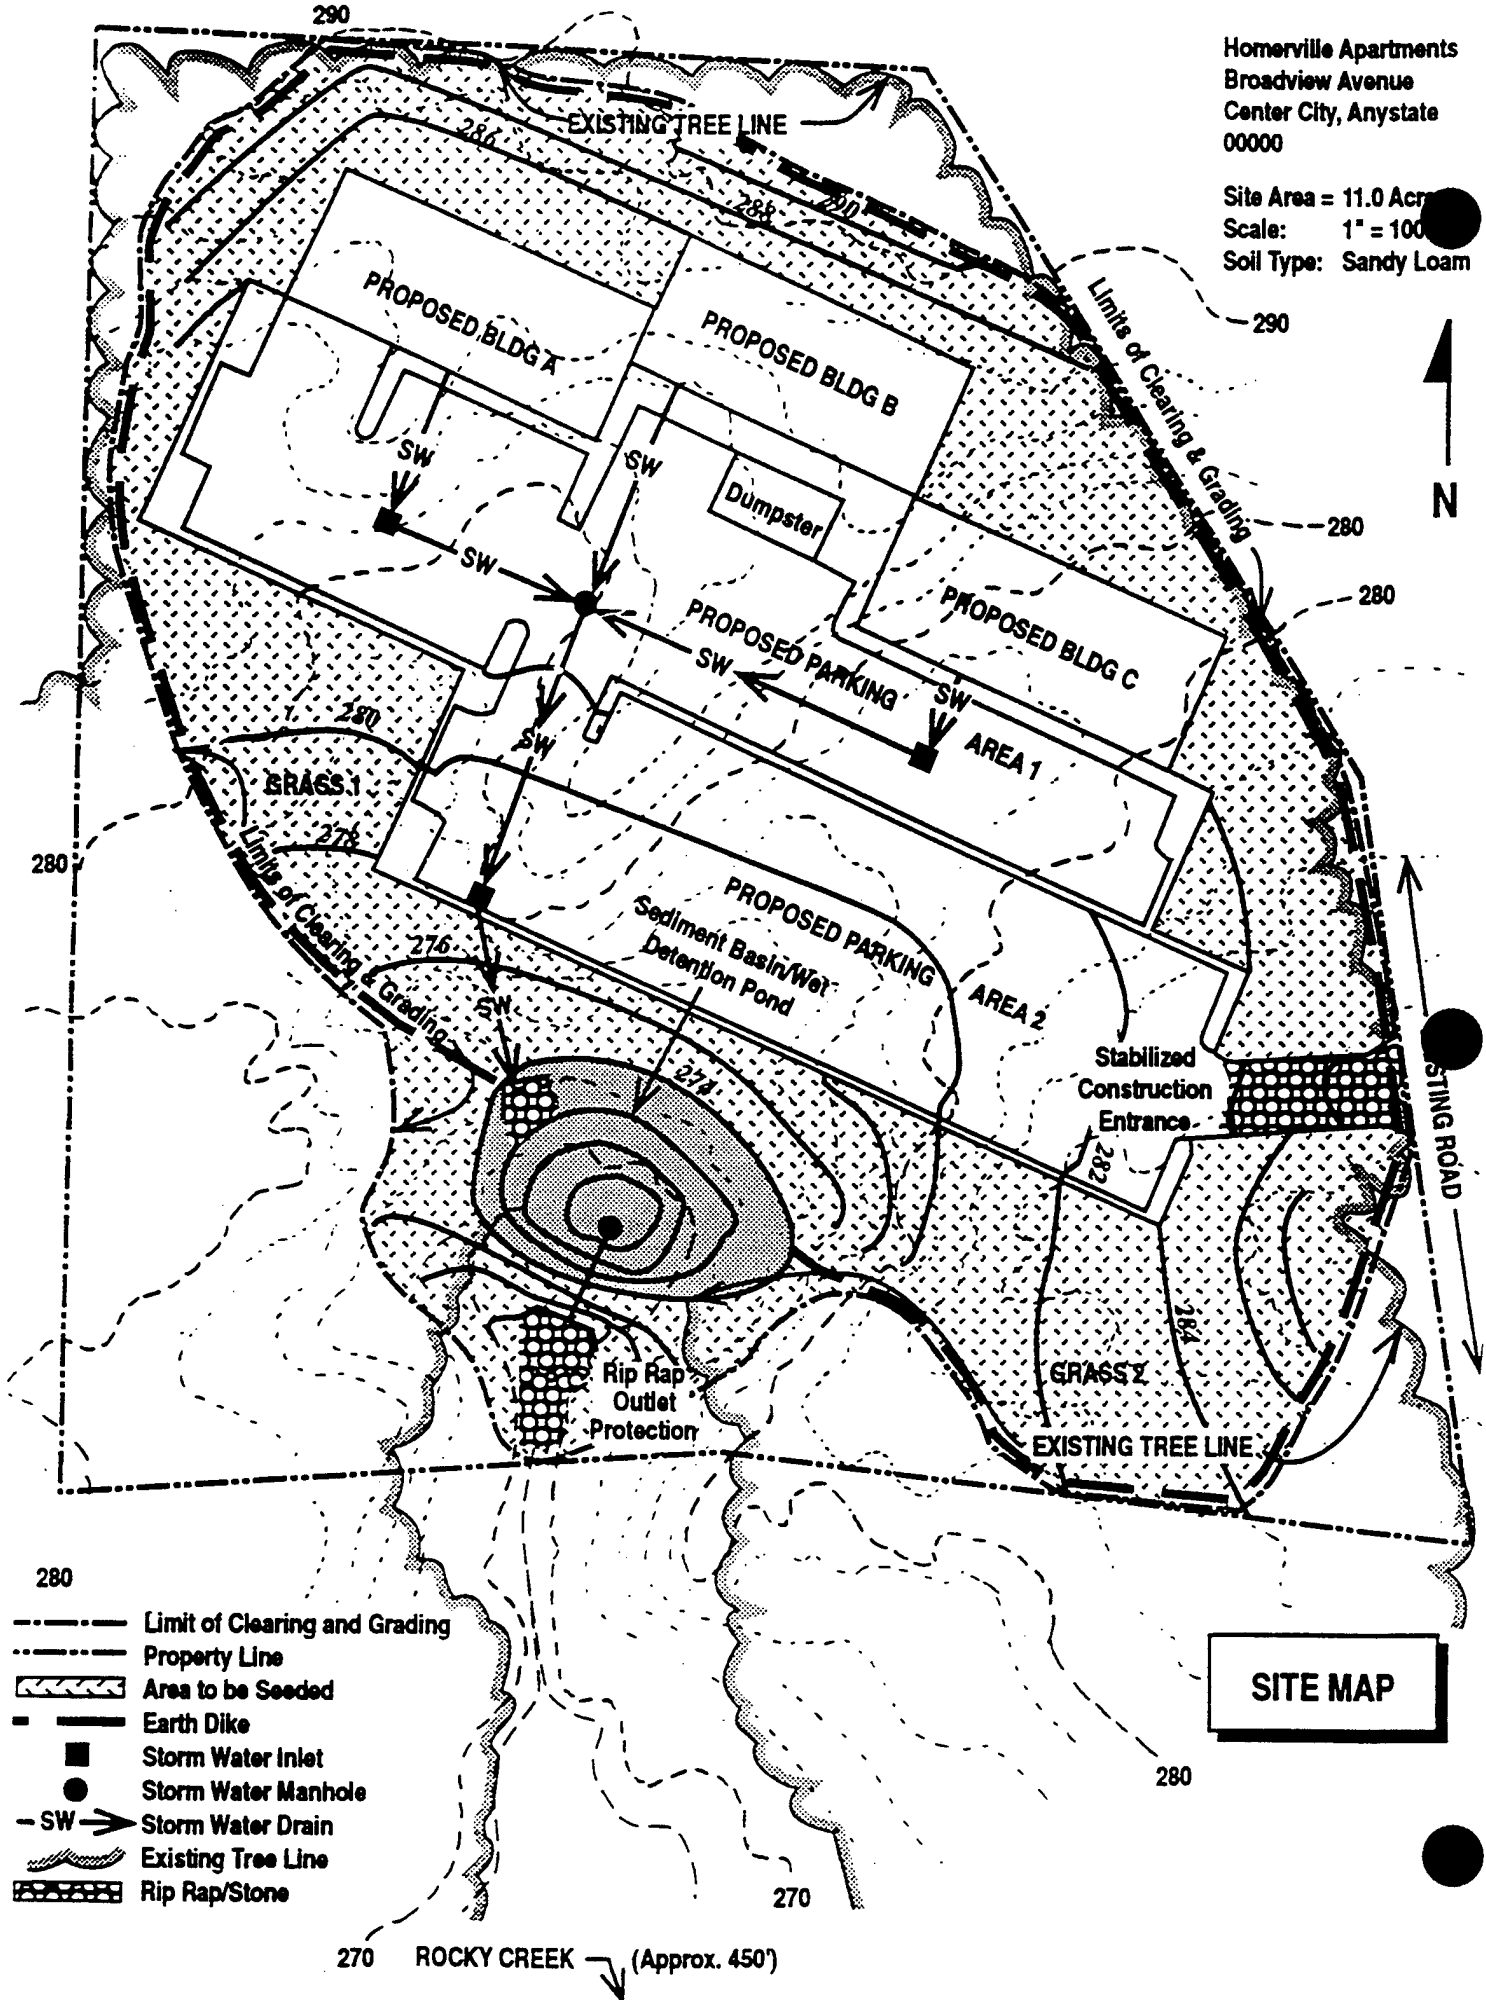 290
Homerville Apartments
Broadview Avenue
Center City, Anystate
00000
Site Area = 11.0
Scale: 1" = 100
Soil Type: Sandy Loam
EXISTING TREE LINE
286
288
290
Limits of Clearing & Grading
290
N
280
280
PROPOSED BLDG A
PROPOSED BLDG B
PROPOSED BLDG C
Dumpster
SW
SW
SW
SW
SW
SW
SW
PROPOSED PARKING
AREA 1
280
GRASS 1
278
280
Limits of Clearing & Grading
276
PROPOSED PARKING
AREA 2
Sediment Basin/Wet
Detention Pond
274
Stabilized
Construction
Entrance
282
ROAD
284
GRASS 2
EXISTING TREE LINE
Rip Rap
Outlet
Protection
280
Limit of Clearing and Grading
Property Line
Area to be Seeded
Earth Dike
Storm Water Inlet
Storm Water Manhole
SW Storm Water Drain
Existing Tree Line
Rip Rap/Stone
SITE MAP
280
270
270
ROCKY CREEK (Approx. 450')